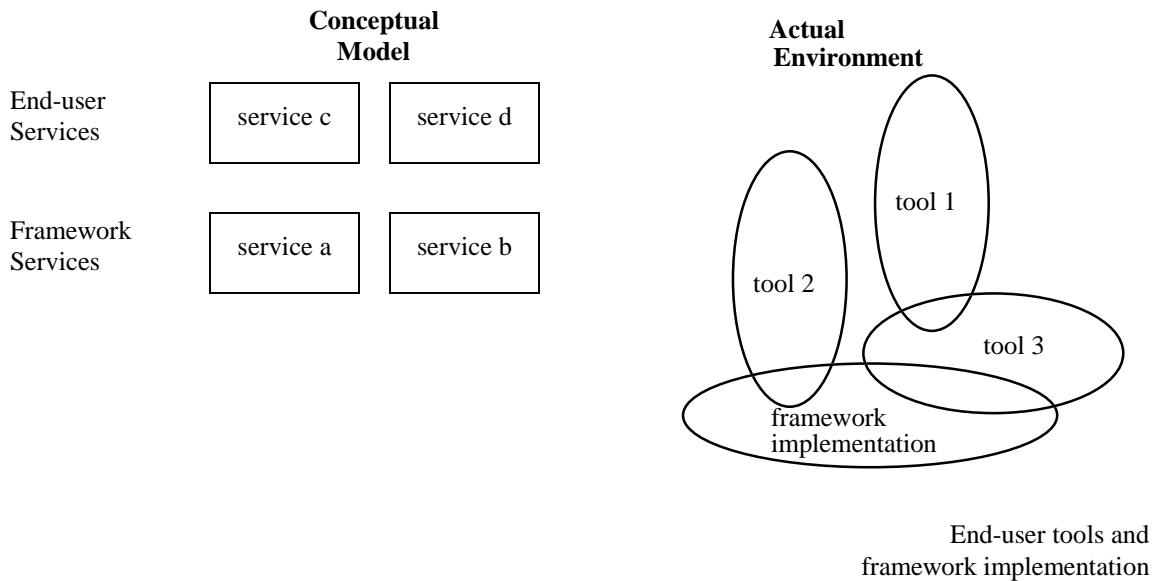 Conceptual
Model
Actual
Environment
End-user
Services
service c
service d
Framework
Services
service a
service b
tool 1
tool 2
tool 3
framework
implementation
End-user tools and
framework implementation